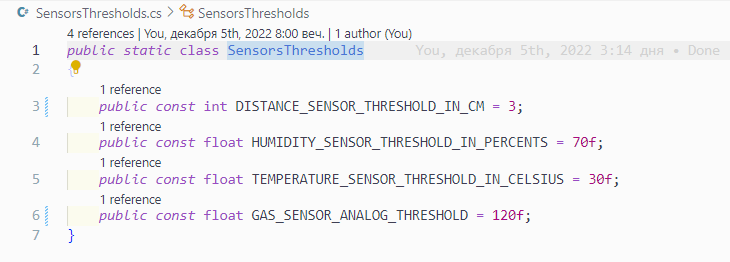 C# SensorsThresholds.cs > SensorsThresholds
4 references | You, декабря 5th, 2022 8:00 веч. | 1 author (You)
1 public static class SensorsThresholds You, декабря 5th, 2022 3:14 дня • Done
2 {
1 reference
3 public const int DISTANCE_SENSOR_THRESHOLD_IN_CM = 3;
1 reference
4 public const float HUMIDITY_SENSOR_THRESHOLD_IN_PERCENTS = 70f;
1 reference
5 public const float TEMPERATURE_SENSOR_THRESHOLD_IN_CELSIUS = 30f;
1 reference
6 public const float GAS_SENSOR_ANALOG_THRESHOLD = 120f;
7 }